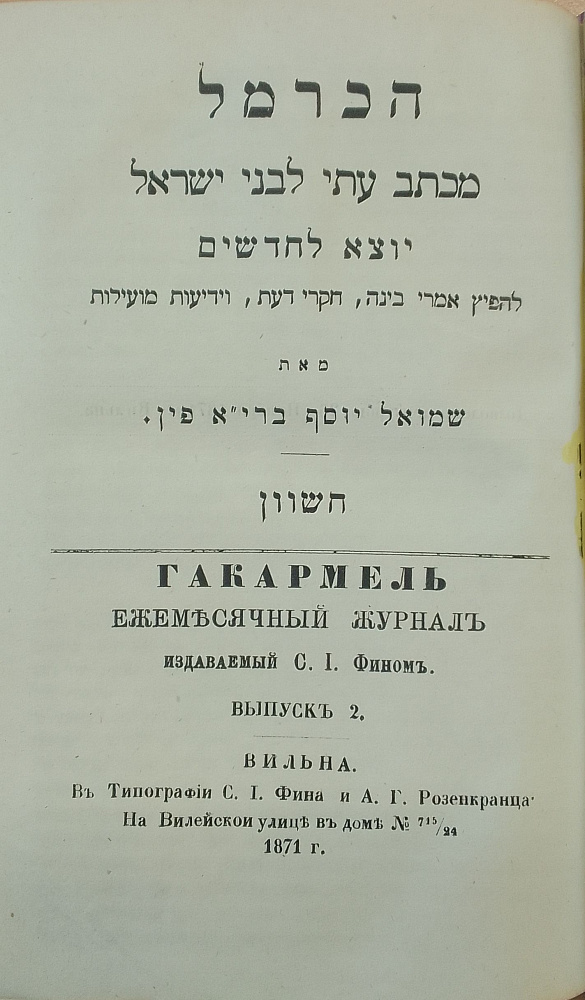 הכרמל
מכתב עתי לבני ישראל
יוצא לחדשים
להפיץ אמרי בינה, חקרי דעת, וידיעות מועילות
מאת
שמואל יוסף ברי״א פין.
חשוון
ГАКАРМЕЛЬ
ЕЖЕМѢСЯЧНЫЙ ЖУРНАЛЪ
ИЗДАВАЕМЫЙ С. І. Финомъ.
ВЫПУСКЪ 2.
ВИЛЬНА.
Въ Типографіи С. І. Фина и А. Г. Розенкранца
На Вилейскои улицѣ въ домѣ № 715/24
1871 г.